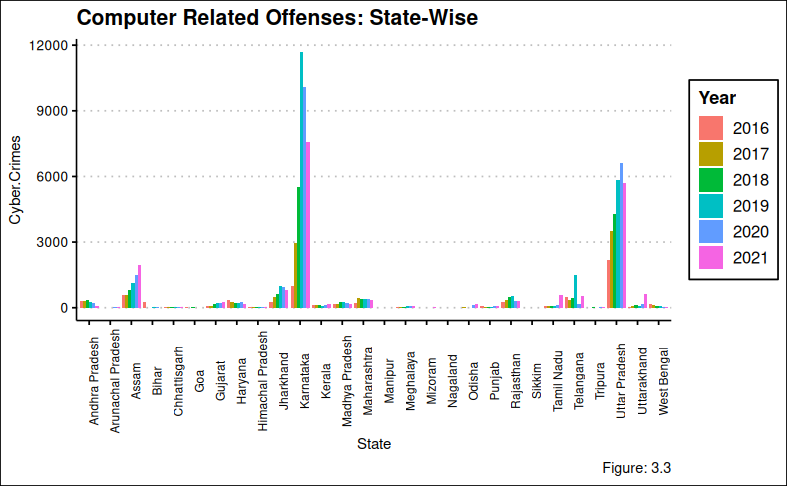 Computer Related Offenses: State-Wise
12000
9000
6000
3000
0
Cyber.Crimes
Andhra Pradesh
Arunachal Pradesh
Assam
Bihar
Chhattisgarh
Goa
Gujarat
Haryana
Himachal Pradesh
Jharkhand
Karnataka
Kerala
Madhya Pradesh
Maharashtra
Manipur
Meghalaya
Mizoram
Nagaland
Odisha
Punjab
Rajasthan
Sikkim
Tamil Nadu
Telangana
Tripura
Uttar Pradesh
Uttarakhand
West Bengal
State
Year
2016
2017
2018
2019
2020
2021
Figure: 3.3